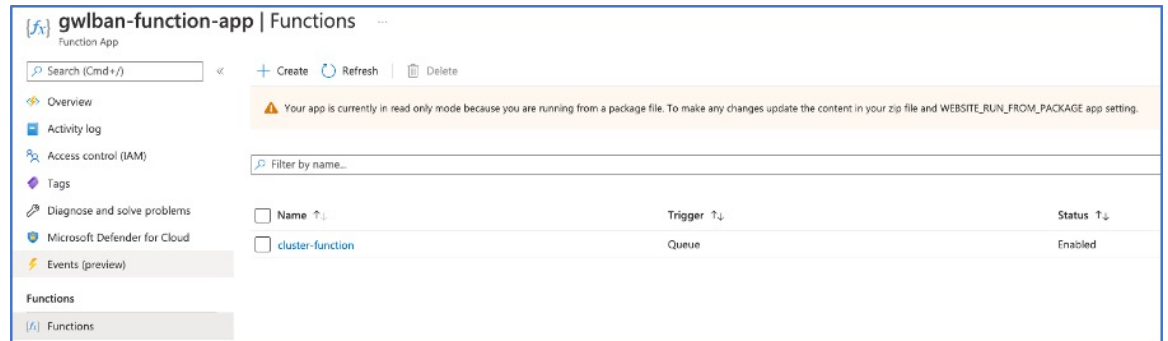 gwlban-function-app | Functions ...
Function App
Search (Cmd+/)
«
Create
Refresh
Delete
Overview
Activity log
Access control (IAM)
Tags
Diagnose and solve problems
Microsoft Defender for Cloud
Events (preview)
Functions
Functions
Your app is currently in read only mode because you are running from a package file. To make any changes update the content in your zip file and WEBSITE_RUN_FROM_PACKAGE app setting.
Filter by name...
Name ↑↓ Trigger ↑↓ Status ↑↓
cluster-function Queue Enabled